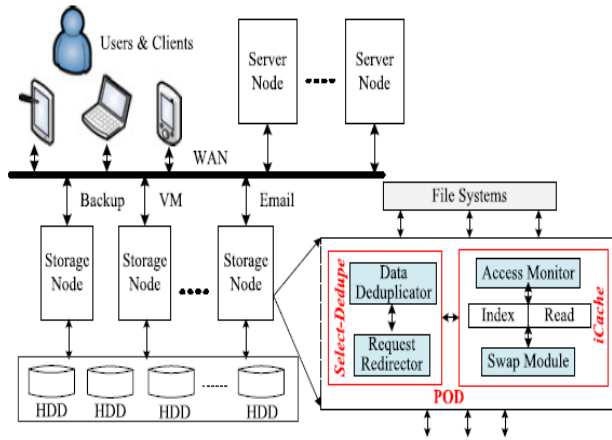 Users & Clients
Server
Node
Server
Node
WAN
Backup
VM
Email
File Systems
Storage
Node
Storage
Node
Storage
Node
Select-Dedupe
Data
Deduplicator
Request
Redirector
Access Monitor
Index
Read
Swap Module
iCache
POD
HDD
HDD
HDD
HDD